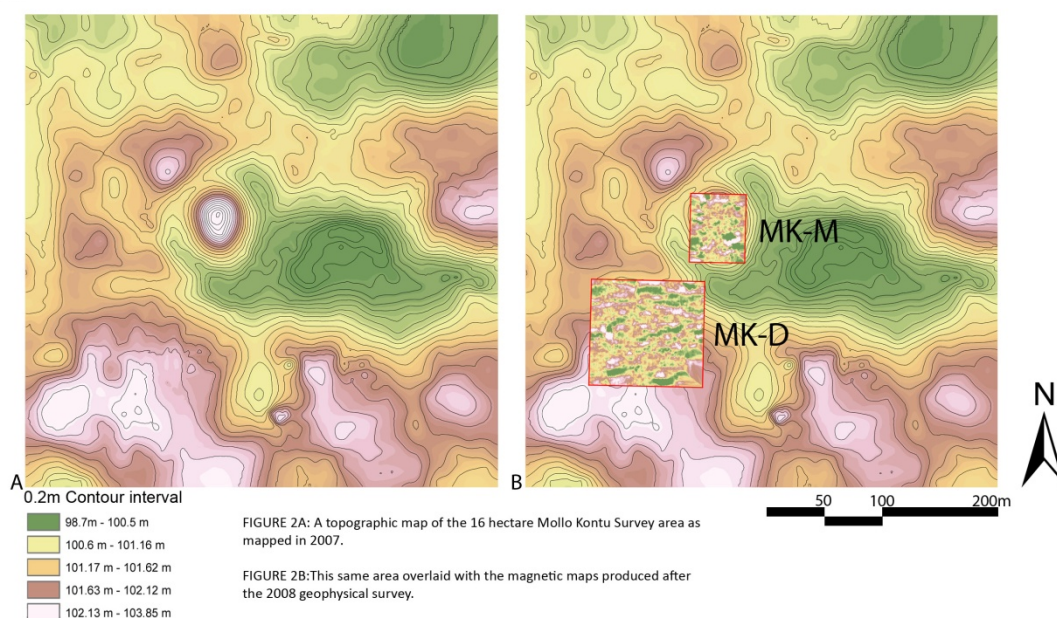 MK-M
MK-D
N
A
B
0.2m Contour interval
98.7m - 100.5 m
100.6 m - 101.16 m
101.17 m - 101.62 m
101.63 m - 102.12 m
102.13 m - 103.85 m
FIGURE 2A: A topographic map of the 16 hectare Mollo Kontu Survey area as
mapped in 2007.
FIGURE 2B:This same area overlaid with the magnetic maps produced after
the 2008 geophysical survey.
50 100 200m